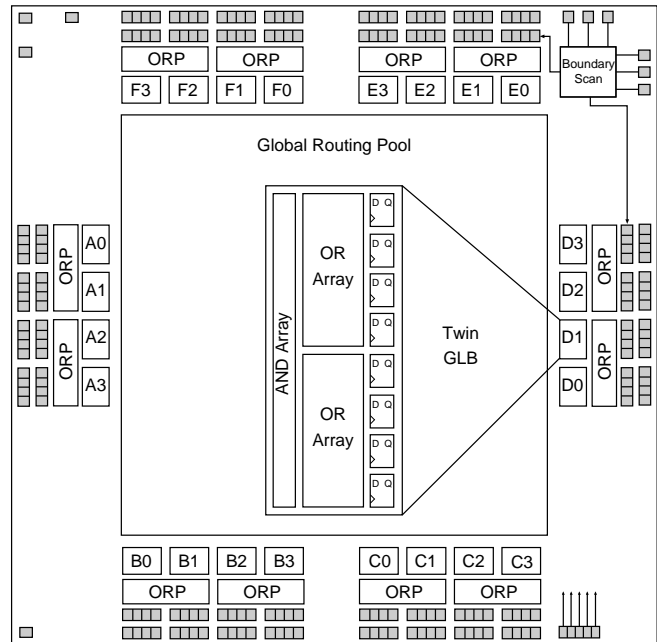 ORP ORP ORP ORP
F3 F2 F1 F0 E3 E2 E1 E0
Boundary
Scan
Global Routing Pool
A0
A1
ORP
A2
A3
ORP
AND Array
OR
Array
OR
Array
D Q
D Q
D Q
D Q
D Q
D Q
D Q
D Q
Twin
GLB
D3
D2
ORP
D1
D0
ORP
B0 B1 B2 B3 C0 C1 C2 C3
ORP ORP ORP ORP